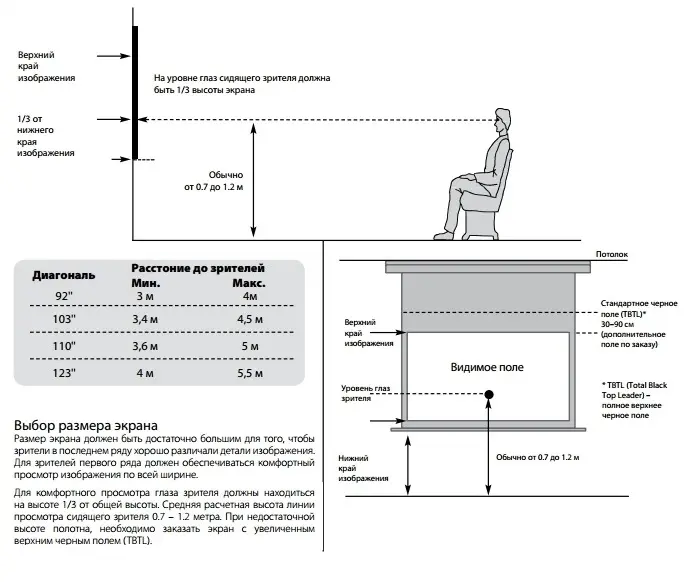 Верхний
край
изображения
На уровне глаз сидящего зрителя должна
быть 1/3 высоты экрана
1/3 от
нижнего
края
изображения
Обычно
от 0.7 до 1.2 м
Диагональ
Расстоние до зрителей
Мин. Макс.
92" 3 м 4м
103" 3,4 м 4,5 м
110" 3,6 м 5 м
123" 4 м 5,5 м
Выбор размера экрана
Размер экрана должен быть достаточно большим для того, чтобы
зрители в последнем ряду хорошо различали детали изображения.
Для зрителей первого ряда должен обеспечиваться комфортный
просмотр изображения по всей ширине.
Для комфортного просмотра глаза зрителя должны находиться
на высоте 1/3 от общей высоты. Средняя расчетная высота линии
просмотра сидящего зрителя 0.7 – 1.2 метра. При недостаточной
высоте полотна, необходимо заказать экран с увеличенным
верхним черным полем (TBTL).
Потолок
Стандартное черное
поле (TBTL)*
30–90 см
(дополнительное
поле по заказу)
Верхний
край
изображения
Видимое поле
Уровень глаз
зрителя
* TBTL (Total Black
Top Leader) –
полное верхнее
черное поле
Нижний
край
изображения
Обычно от 0.7 до 1.2 м